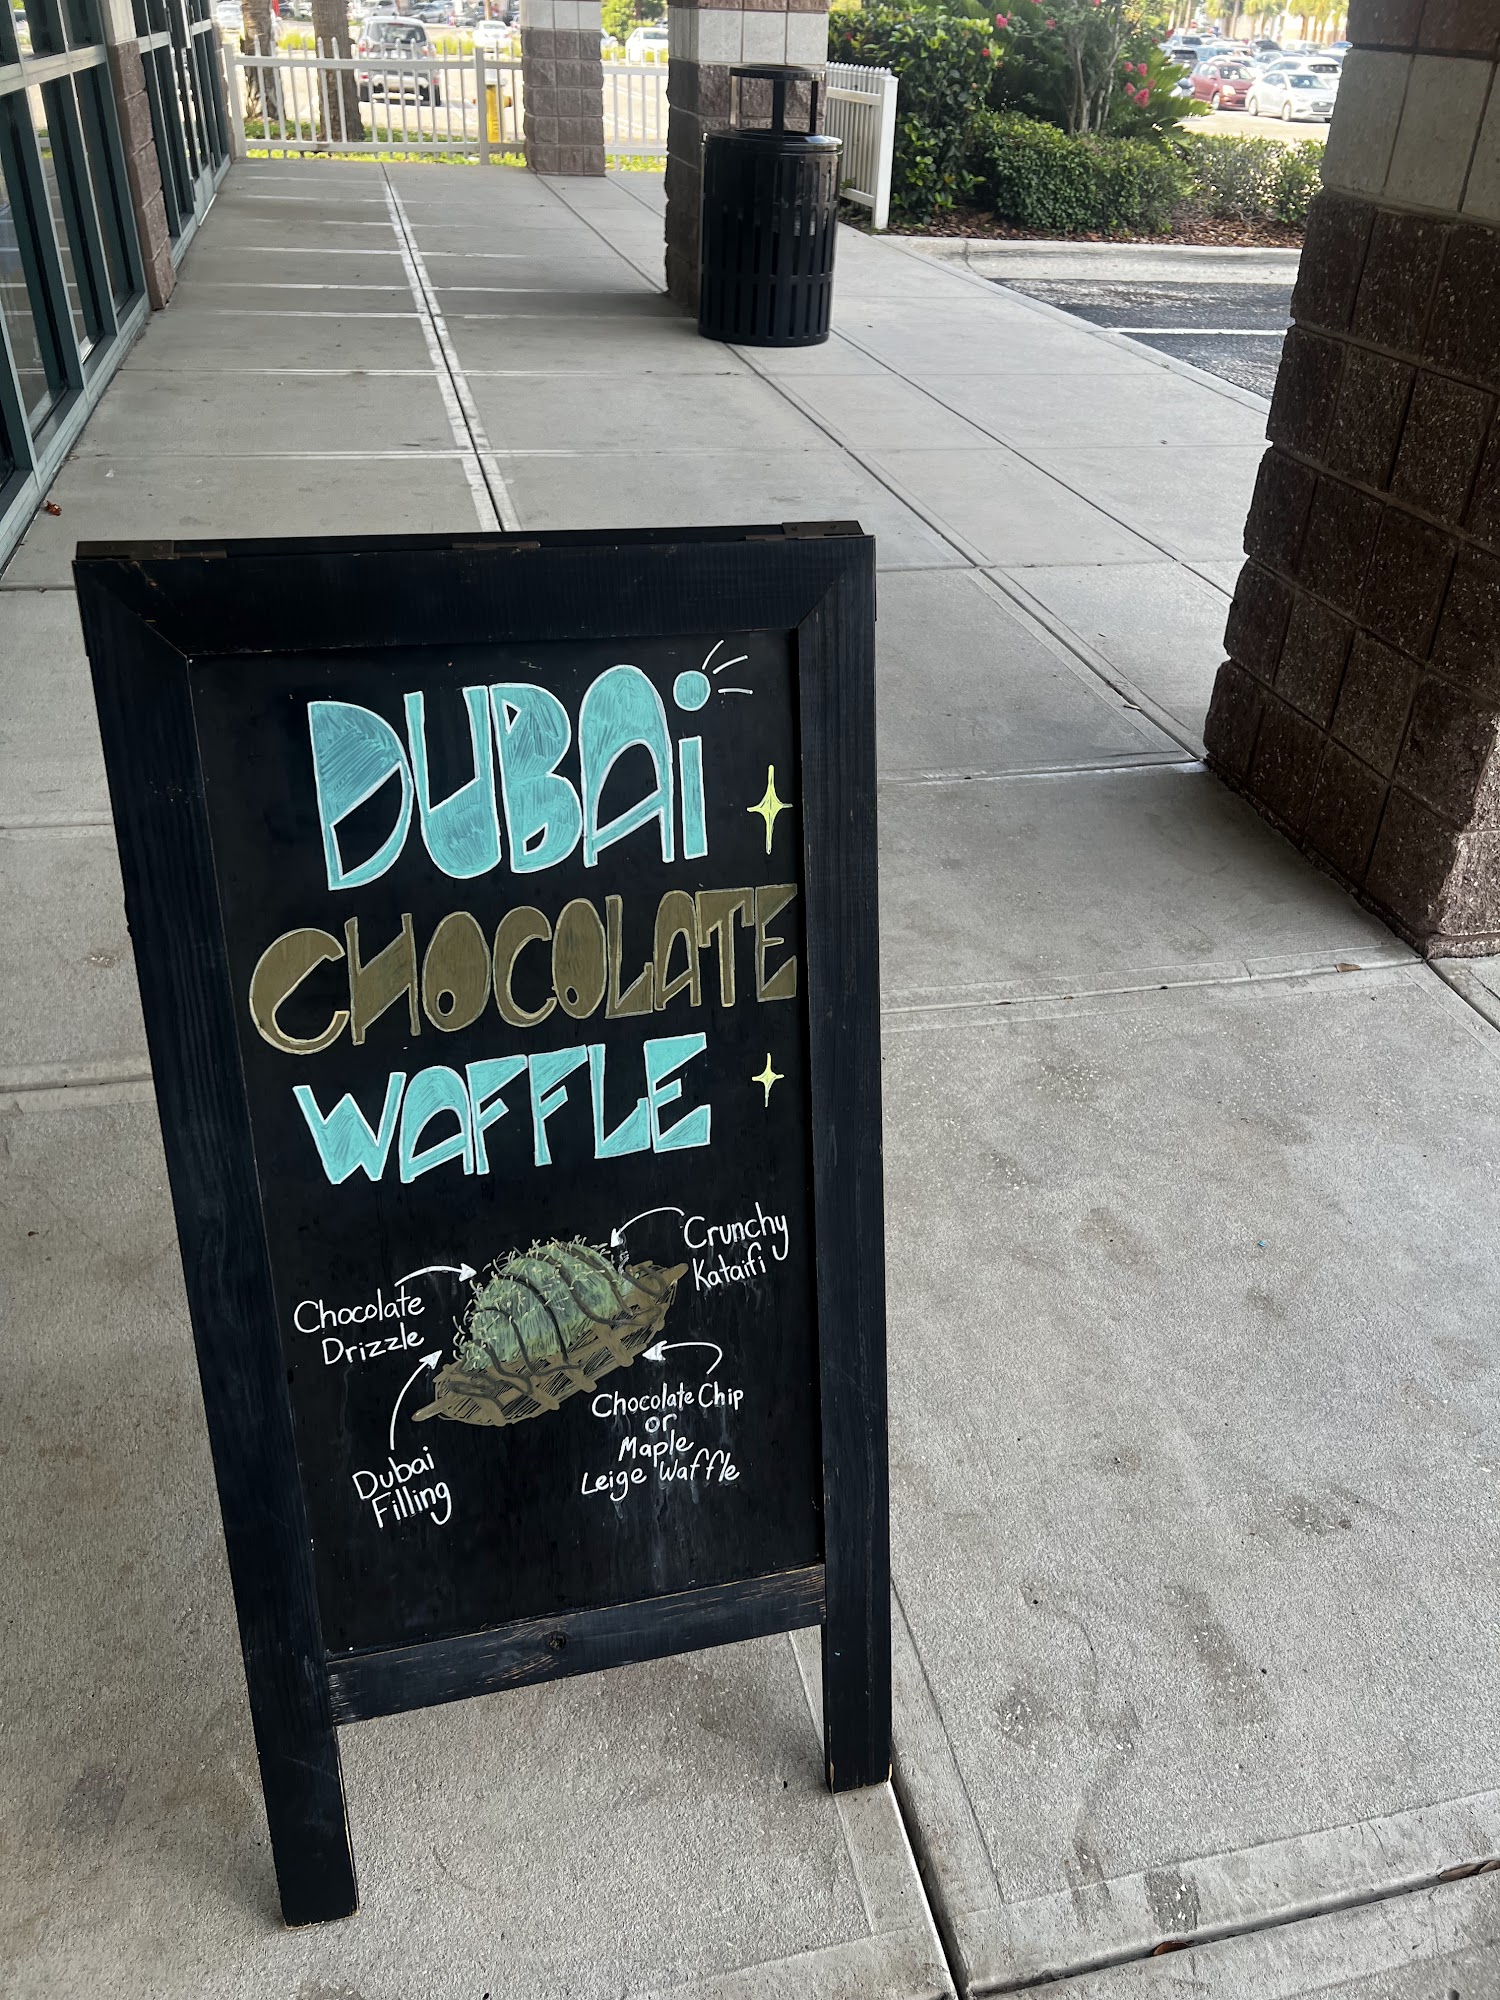 DUBAi
CHOCOLATE
WAFFLE
Crunchy
Kataifi
Chocolate
Drizzle
Chocolate Chip
or
Maple
Leige Waffle
Dubai
Filling